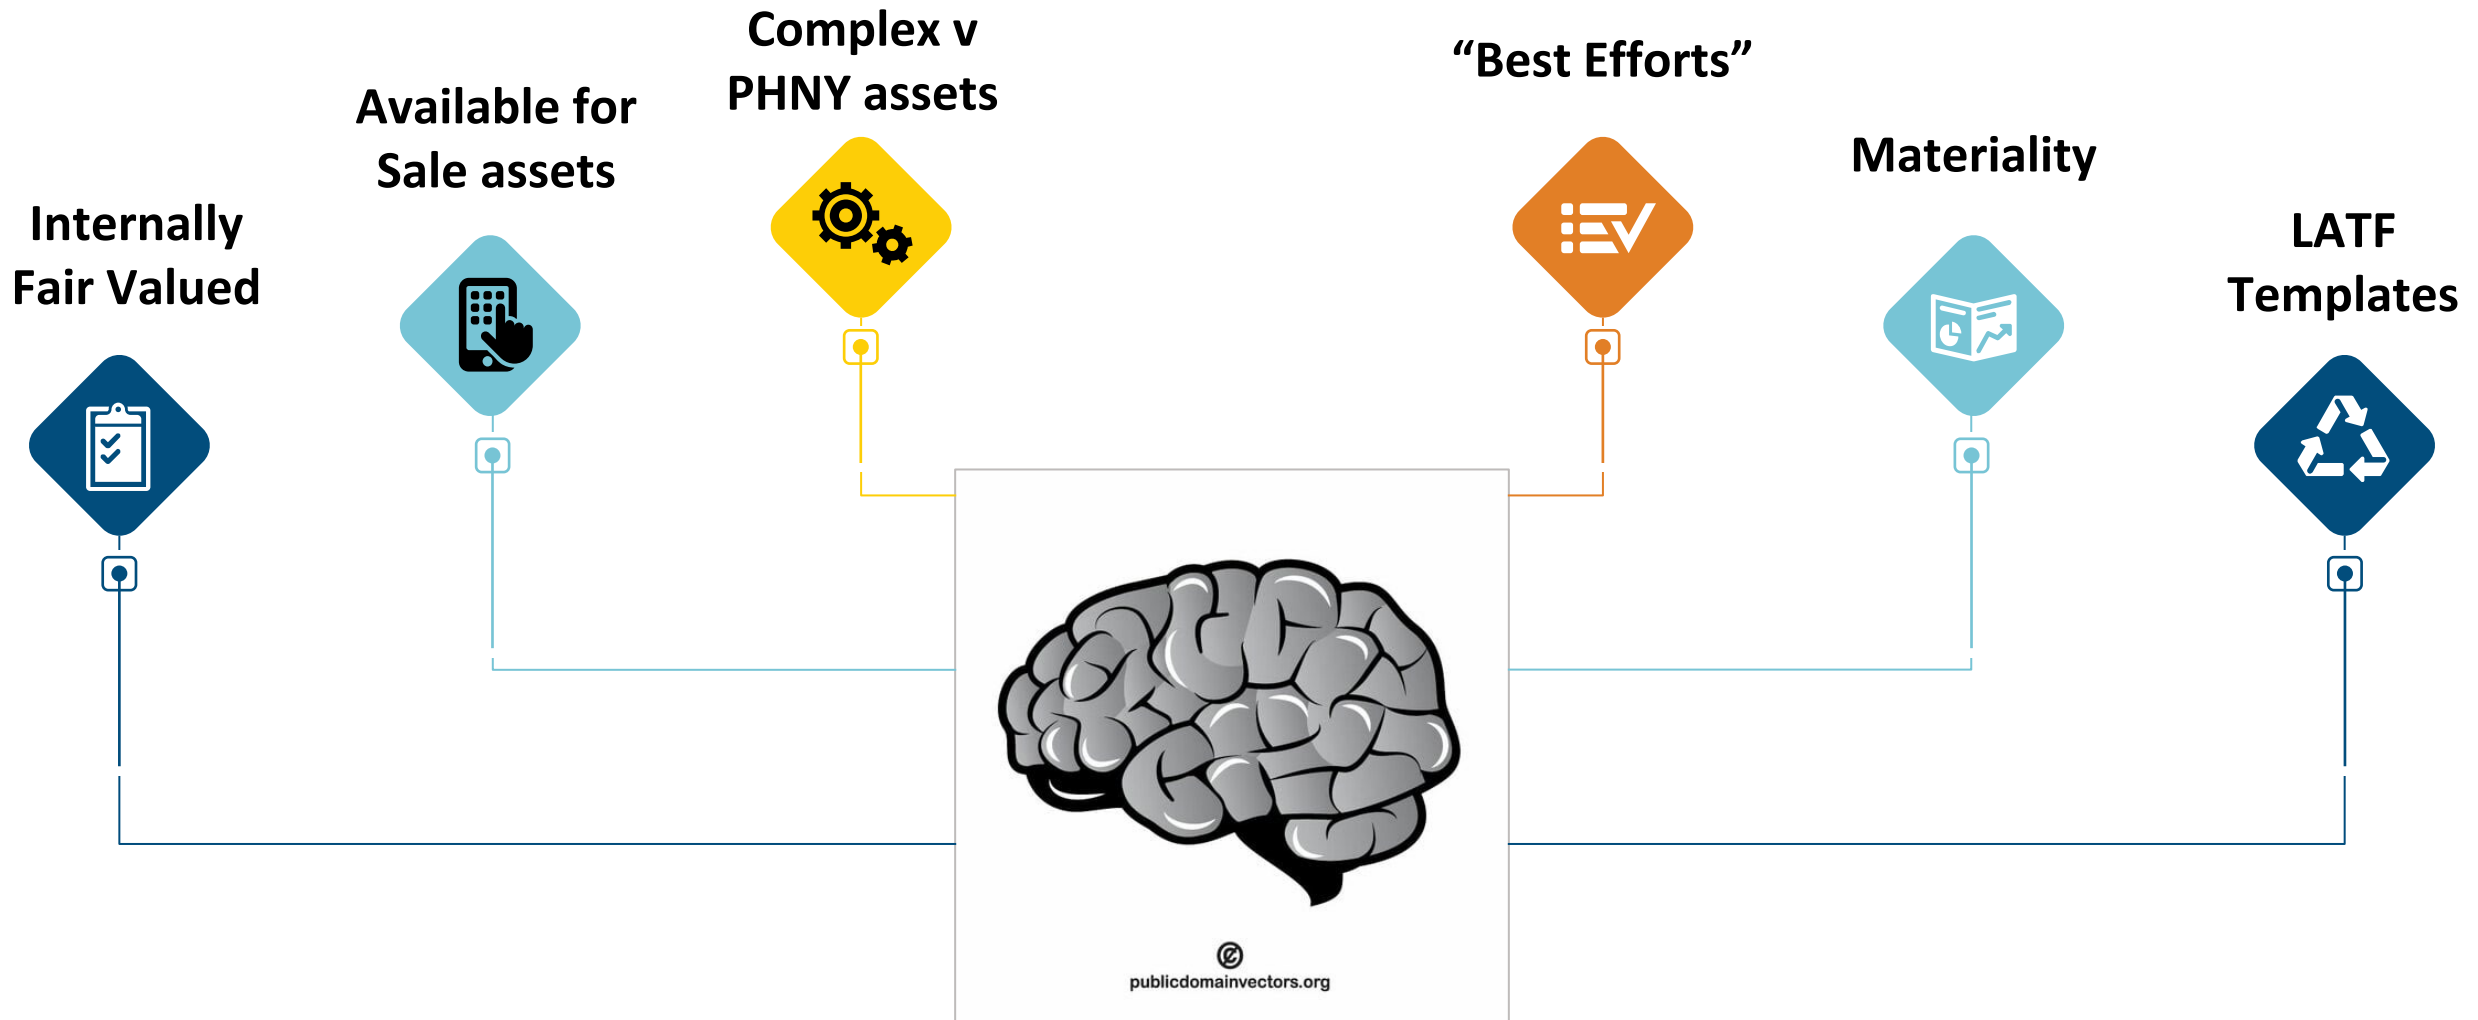 Internally
Fair Valued
Available for
Sale assets
Complex v
PHNY assets
“Best Efforts”
Materiality
LATF
Templates
publicdomainvectors.org